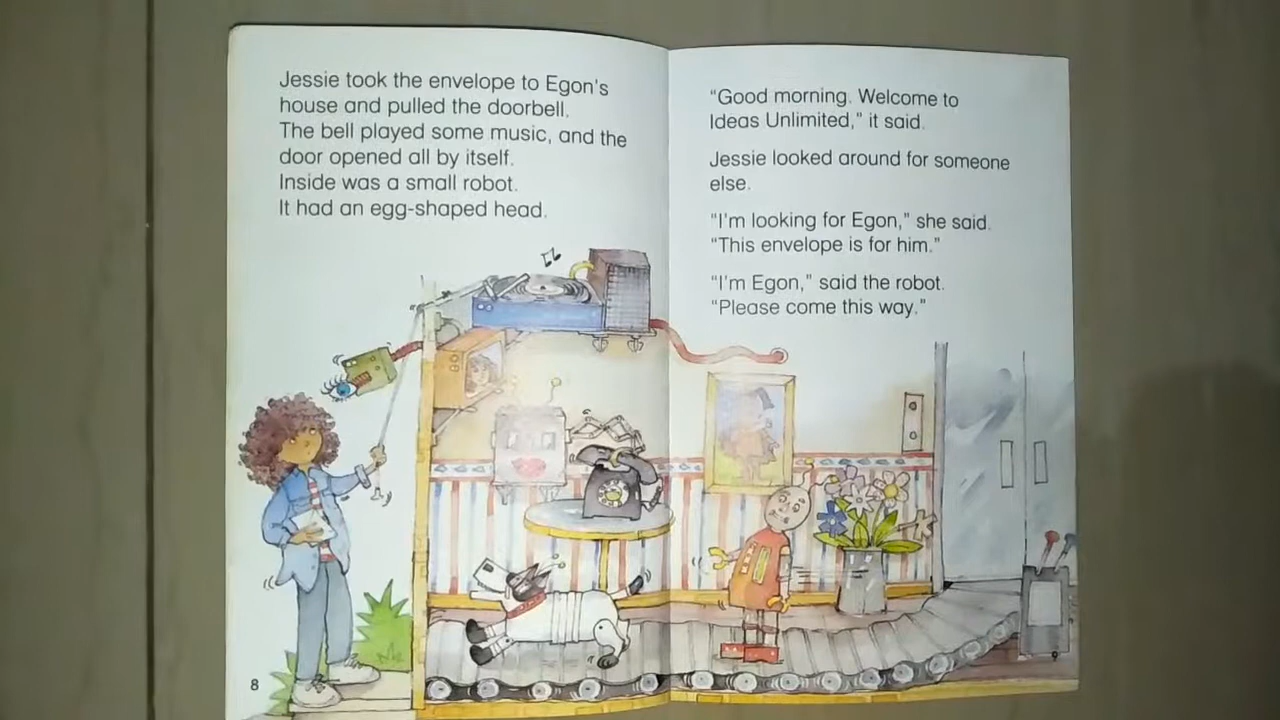 Jessie took the envelope to Egon's
house and pulled the doorbell.
The bell played some music, and the
door opened all by itself.
Inside was a small robot.
It had an egg-shaped head.
8
“Good morning. Welcome to
Ideas Unlimited,” it said.
Jessie looked around for someone
else.
“I'm looking for Egon,” she said.
“This envelope is for him.”
“I'm Egon,” said the robot.
“Please come this way.”
9